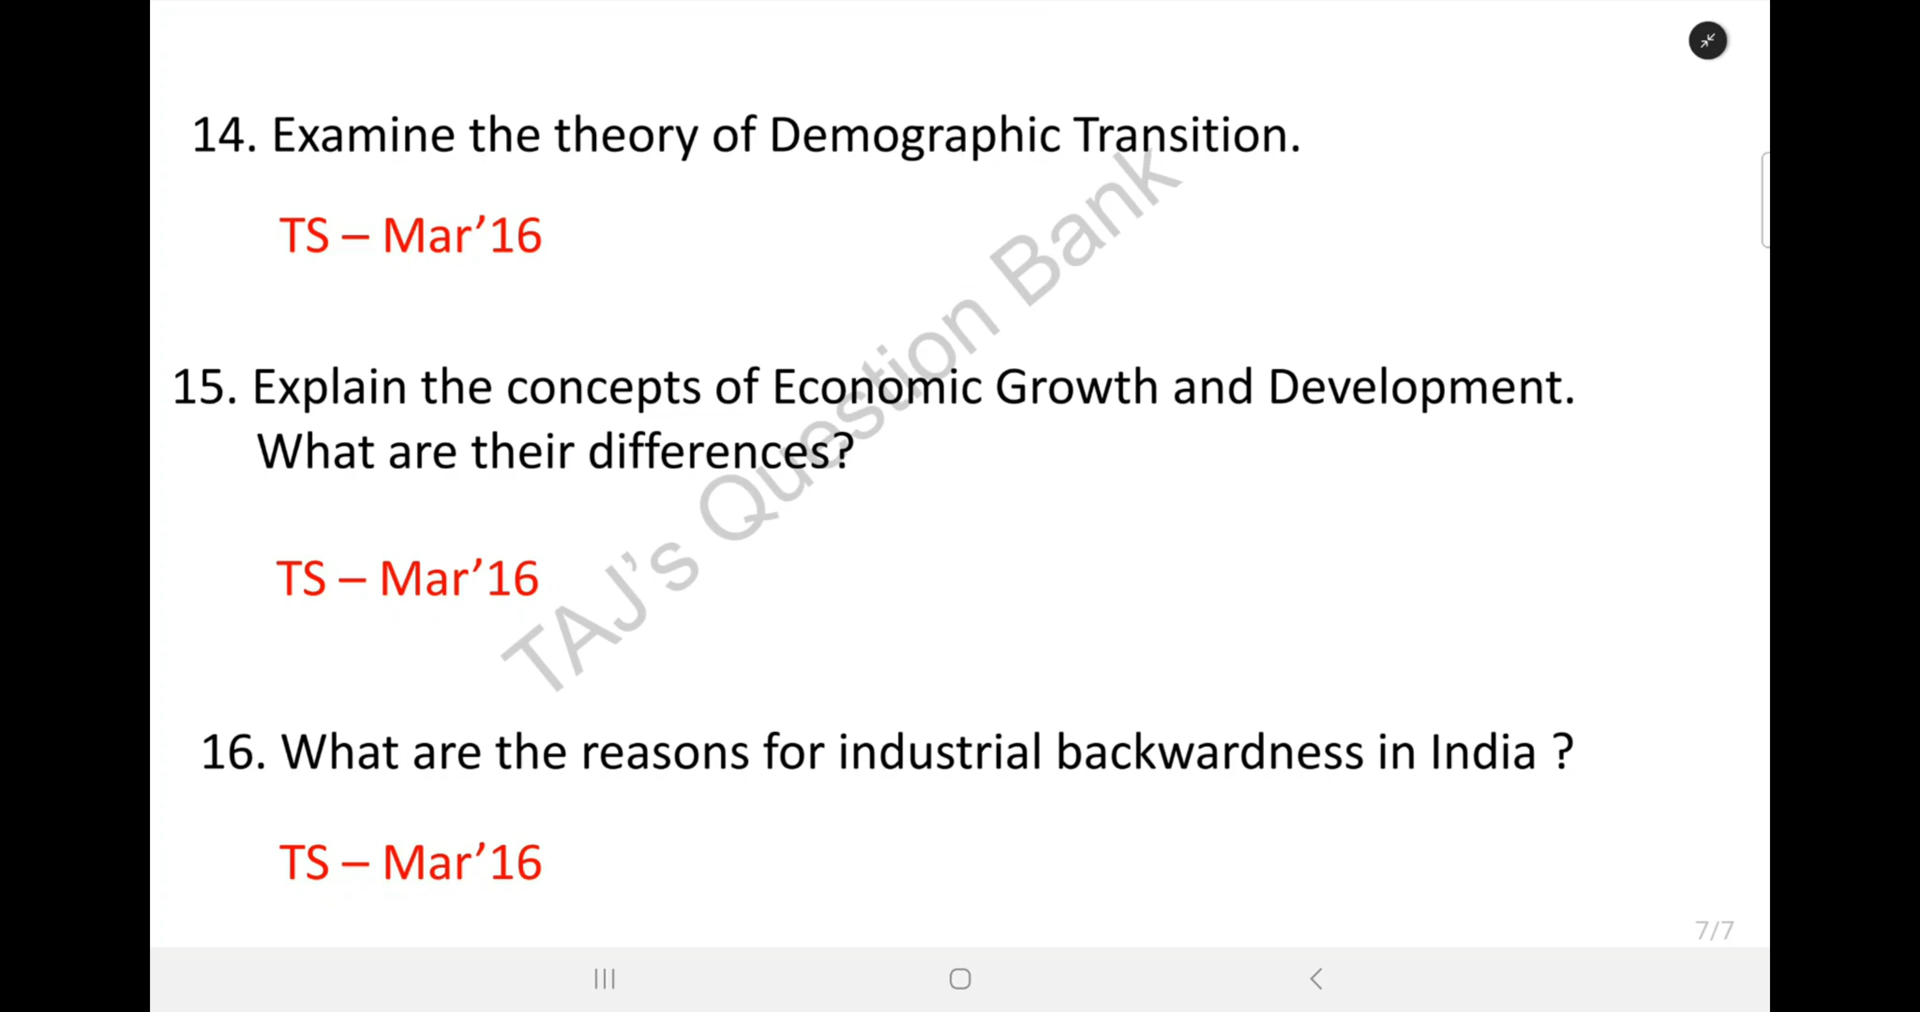 14. Examine the theory of Demographic Transition.
TS – Mar’16
15. Explain the concepts of Economic Growth and Development.
What are their differences?
TS – Mar’16
16. What are the reasons for industrial backwardness in India ?
TS – Mar’16
TAJ’s Question Bank
7/7